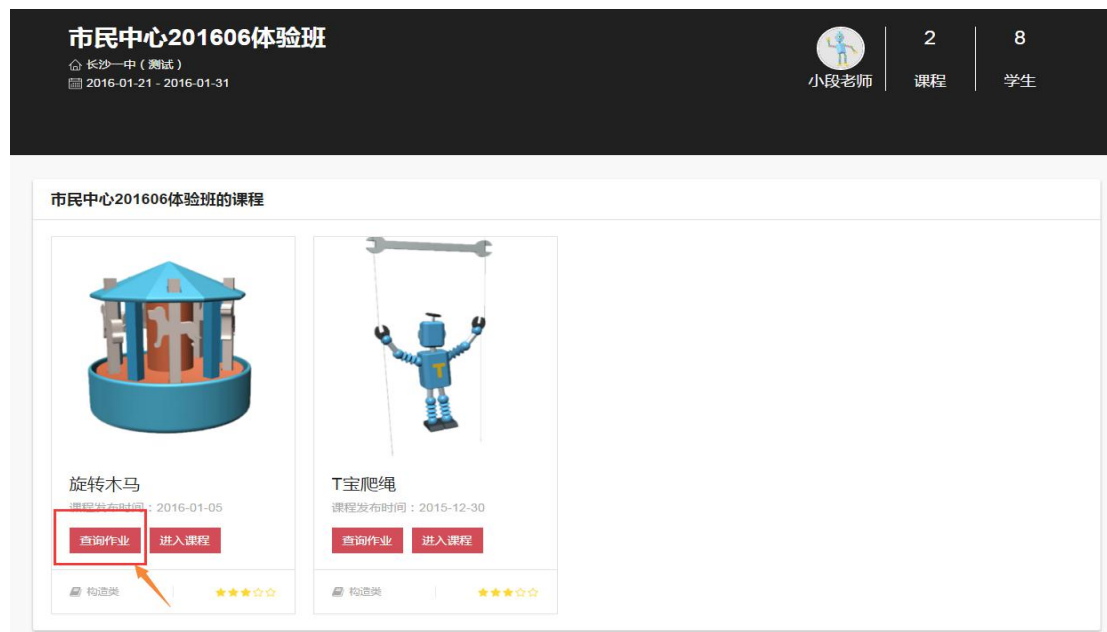 市民中心201606体验班
长沙一中（测试）
2016-01-21 - 2016-01-31
小段老师
2
课程
8
学生
市民中心201606体验班的课程
T
旋转木马
课程发布时间：2016-01-05
查询作业 进入课程
构造类
T宝爬绳
课程发布时间：2015-12-30
查询作业 进入课程
构造类